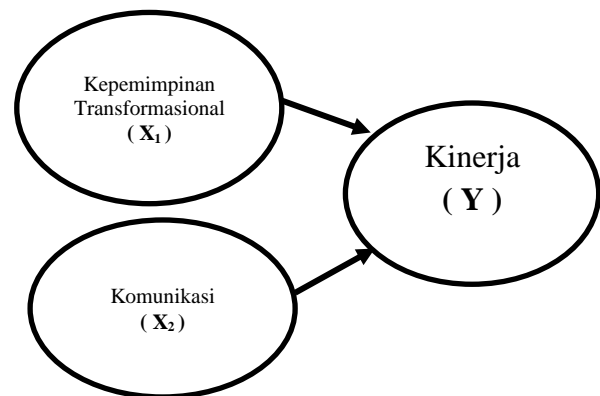 Kepemimpinan
Transformasional
( X₁ )
Kinerja
( Y )
Komunikasi
( X₂ )